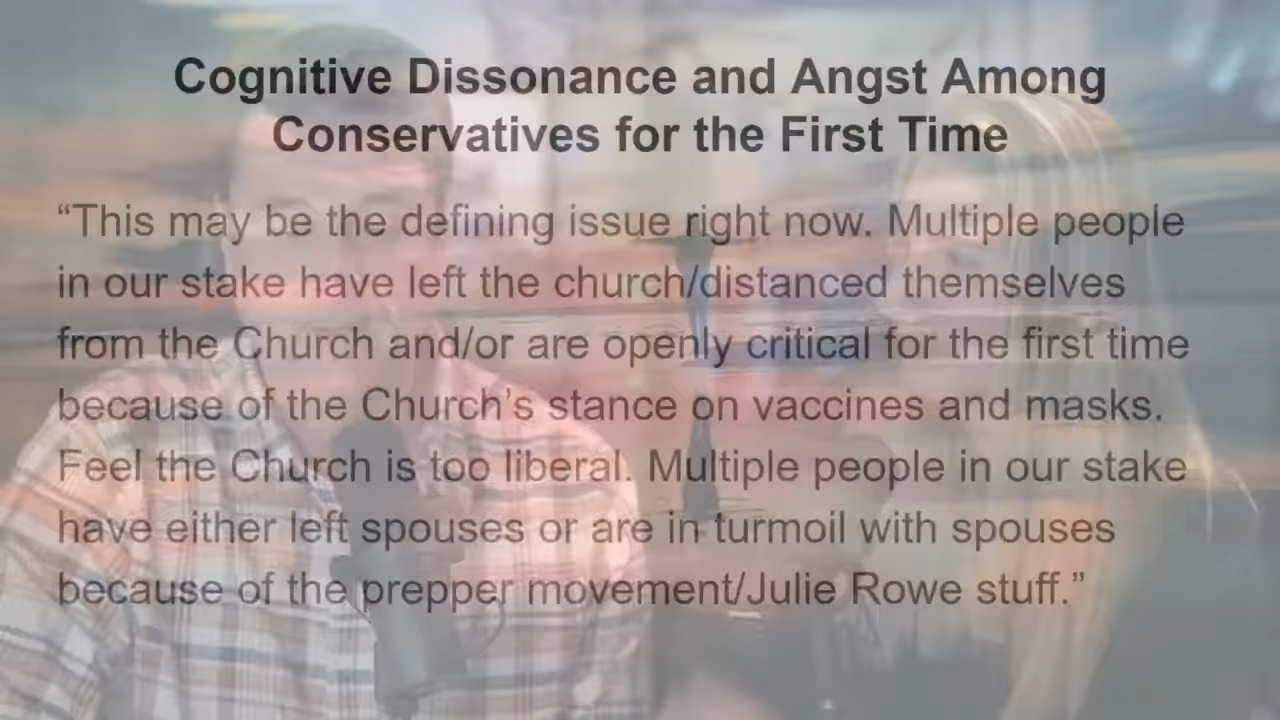 Cognitive Dissonance and Angst Among
Conservatives for the First Time
“This may be the defining issue right now. Multiple people
in our stake have left the church/distanced themselves
from the Church and/or are openly critical for the first time
because of the Church’s stance on vaccines and masks.
Feel the Church is too liberal. Multiple people in our stake
have either left spouses or are in turmoil with spouses
because of the prepper movement/Julie Rowe stuff.”